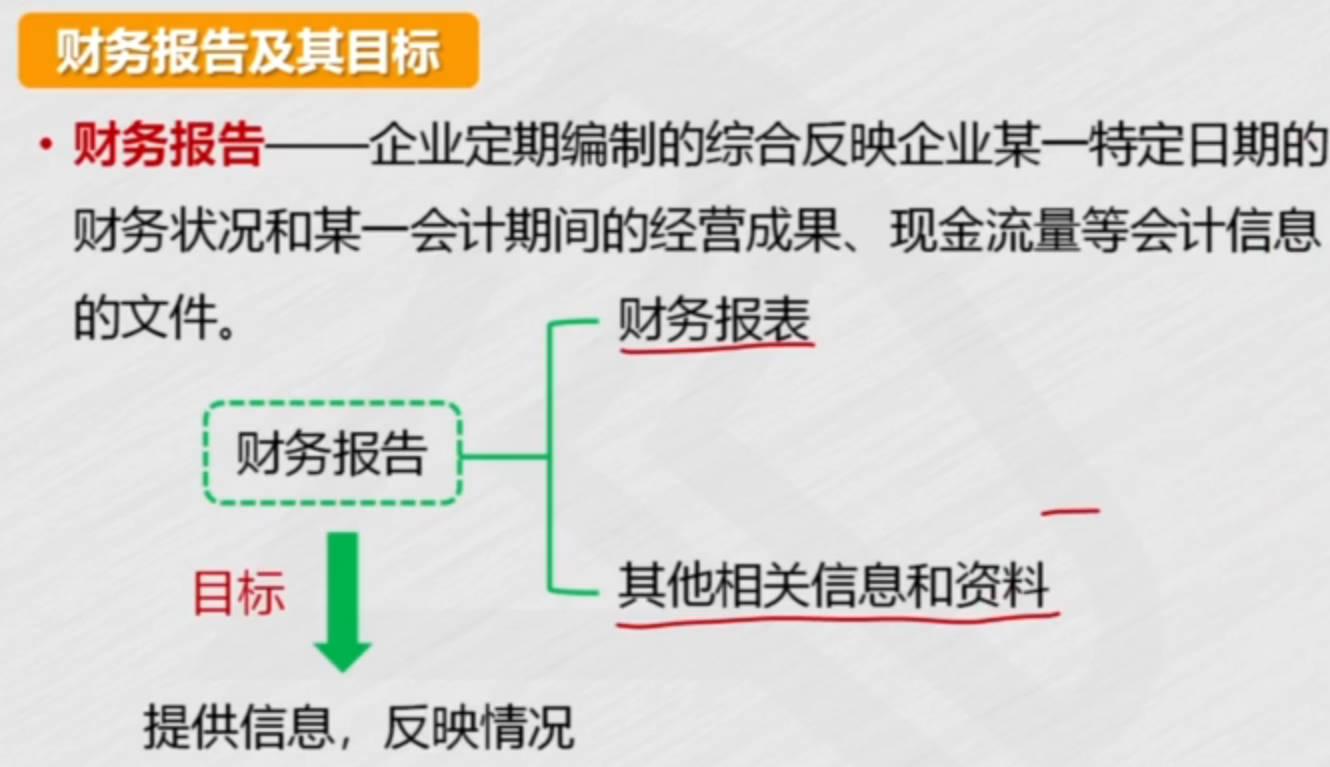 财务报告及其目标
• 财务报告——企业定期编制的综合反映企业某一特定日期的
财务状况和某一会计期间的经营成果、现金流量等会计信息
的文件。
财务报表
财务报告
其他相关信息和资料
目标
提供信息，反映情况